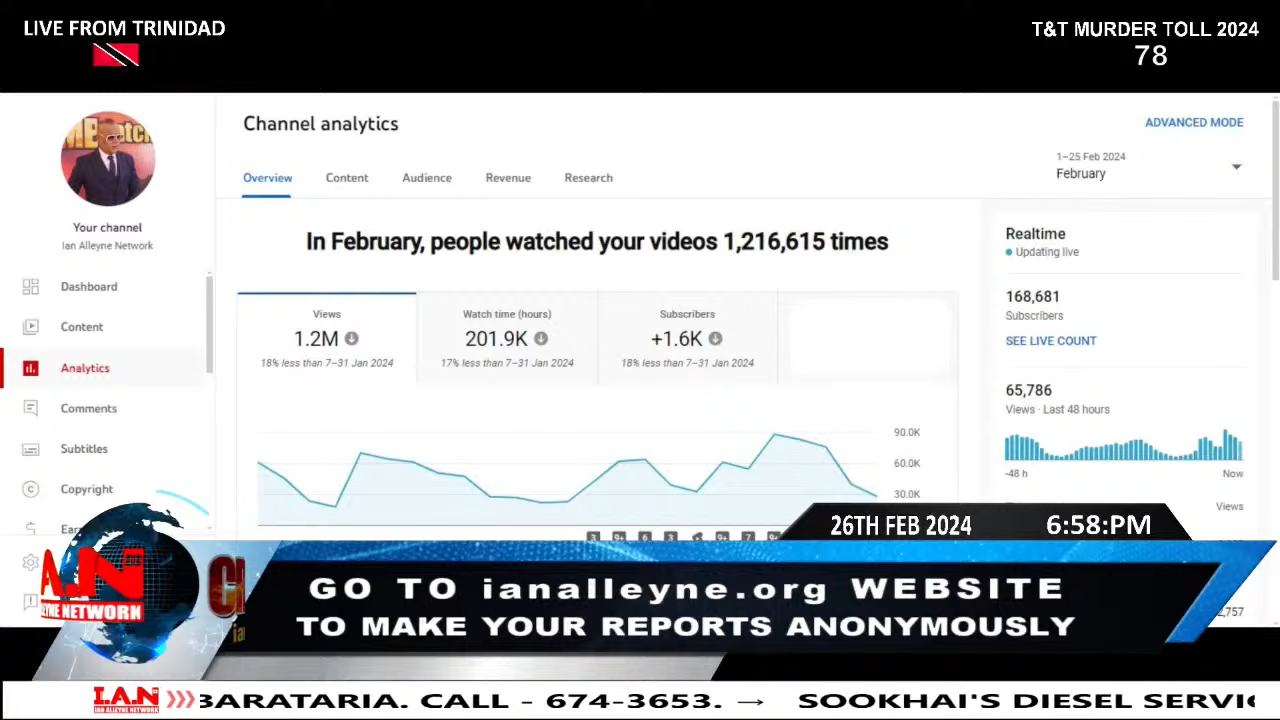 LIVE FROM TRINIDAD
T&T MURDER TOLL 2024
78
Channel analytics
ADVANCED MODE
1–25 Feb 2024
February
Overview Content Audience Revenue Research
Your channel
Ian Alleyne Network
Dashboard
Content
Analytics
Comments
Subtitles
Copyright
In February, people watched your videos 1,216,615 times
Views
1.2M
18% less than 7–31 Jan 2024
Watch time (hours)
201.9K
17% less than 7–31 Jan 2024
Subscribers
+1.6K
18% less than 7–31 Jan 2024
90.0K
60.0K
30.0K
Realtime
Updating live
168,681
Subscribers
SEE LIVE COUNT
65,786
Views · Last 48 hours
-48 h
Now
Views
26TH FEB 2024 6:58:PM
GO TO ianalleyne.org WEBSITE
TO MAKE YOUR REPORTS ANONYMOUSLY
I.A.N
IAN ALLEYNE NETWORK
BARATARIA. CALL - 674-3653. → SOOKHAI'S DIESEL SERVIC